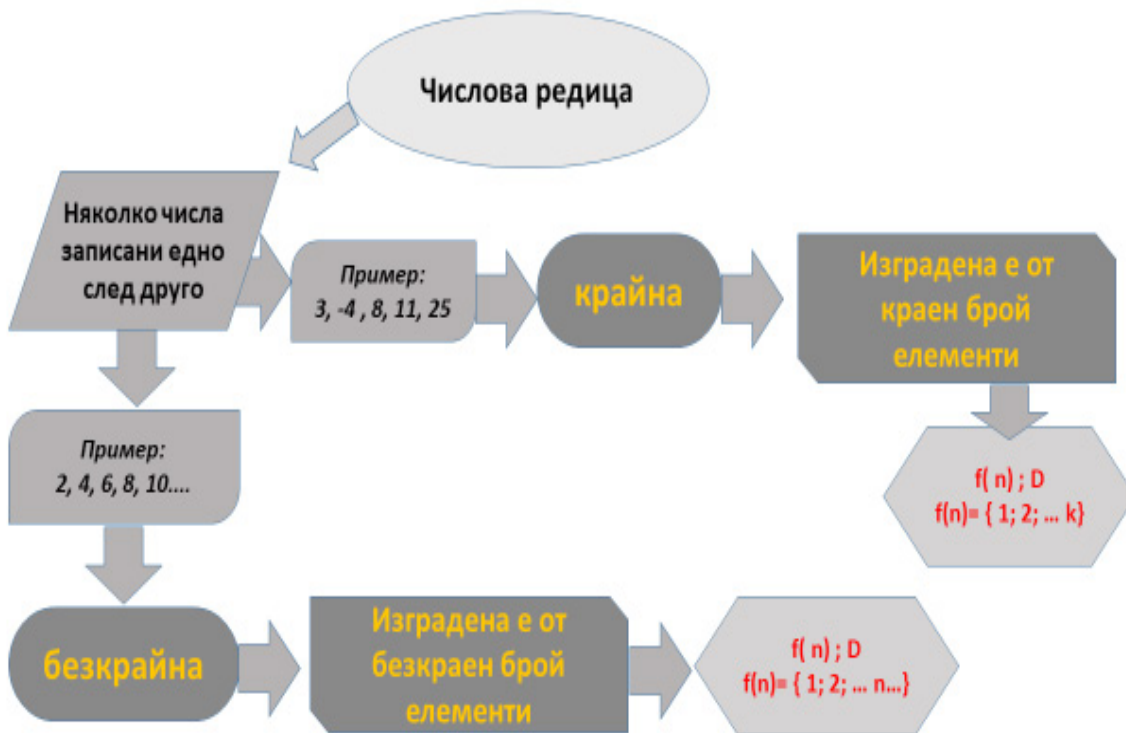 Числова редица
Няколко числа
записани едно
след друго
Пример:
3, -4 , 8, 11, 25
крайна
Изградена е от
краен брой
елементи
f( n) ; D
f(n)= { 1; 2; ... k}
Пример:
2, 4, 6, 8, 10....
безкрайна
Изградена е от
безкраен брой
елементи
f( n) ; D
f(n)= { 1; 2; ... n...}